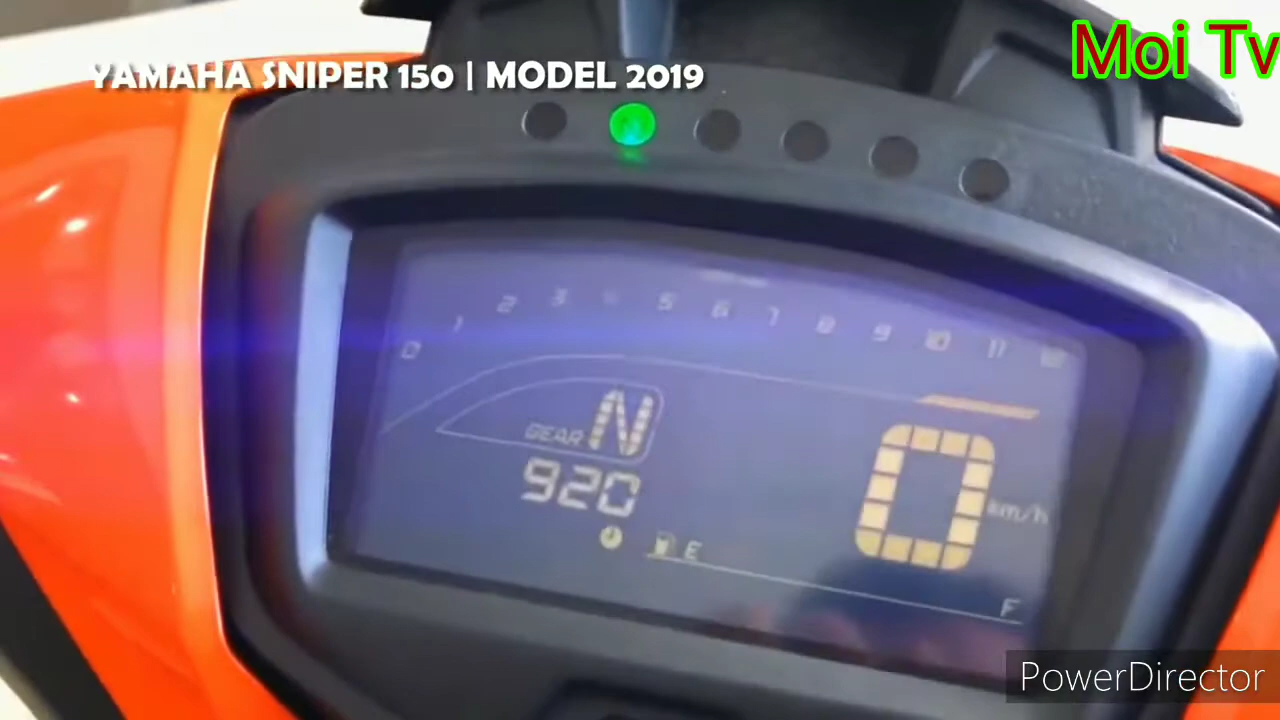 Moi Tv
YAMAHA SNIPER 150 | MODEL 2019
0 1 2 3 5 6 7 8 9 10 11 12
GEAR N
920
0 km/h
E
F
PowerDirector